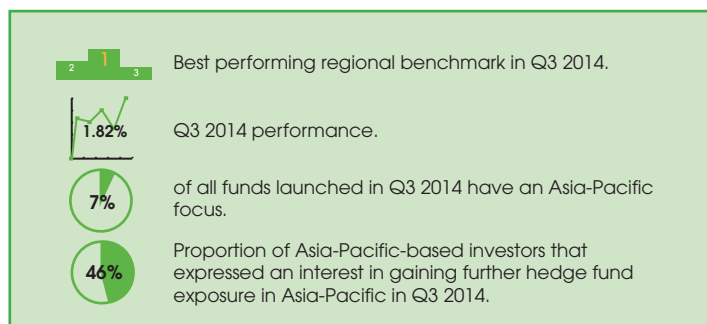 1
2
3
Best performing regional benchmark in Q3 2014.
1.82%
Q3 2014 performance.
7%
of all funds launched in Q3 2014 have an Asia-Pacific
focus.
46%
Proportion of Asia-Pacific-based investors that
expressed an interest in gaining further hedge fund
exposure in Asia-Pacific in Q3 2014.